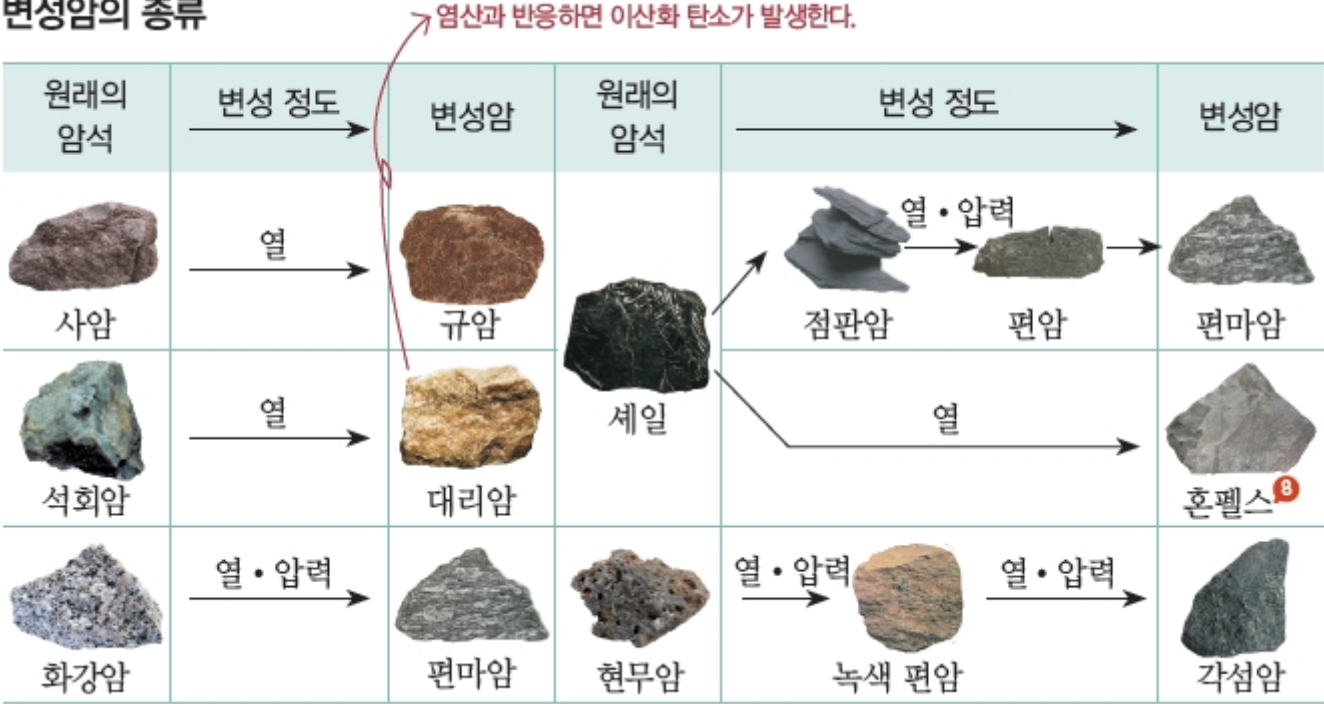 변성암의 종류
염산과 반응하면 이산화 탄소가 발생한다.
원래의
암석
변성 정도
변성암
원래의
암석
변성 정도
변성암
열
열・압력
사암
규암
점판암
편암
편마암
열
열
셰일
석회암
대리암
혼펠스8
열・압력
열・압력
열・압력
화강암
편마암
현무암
녹색 편암
각섬암